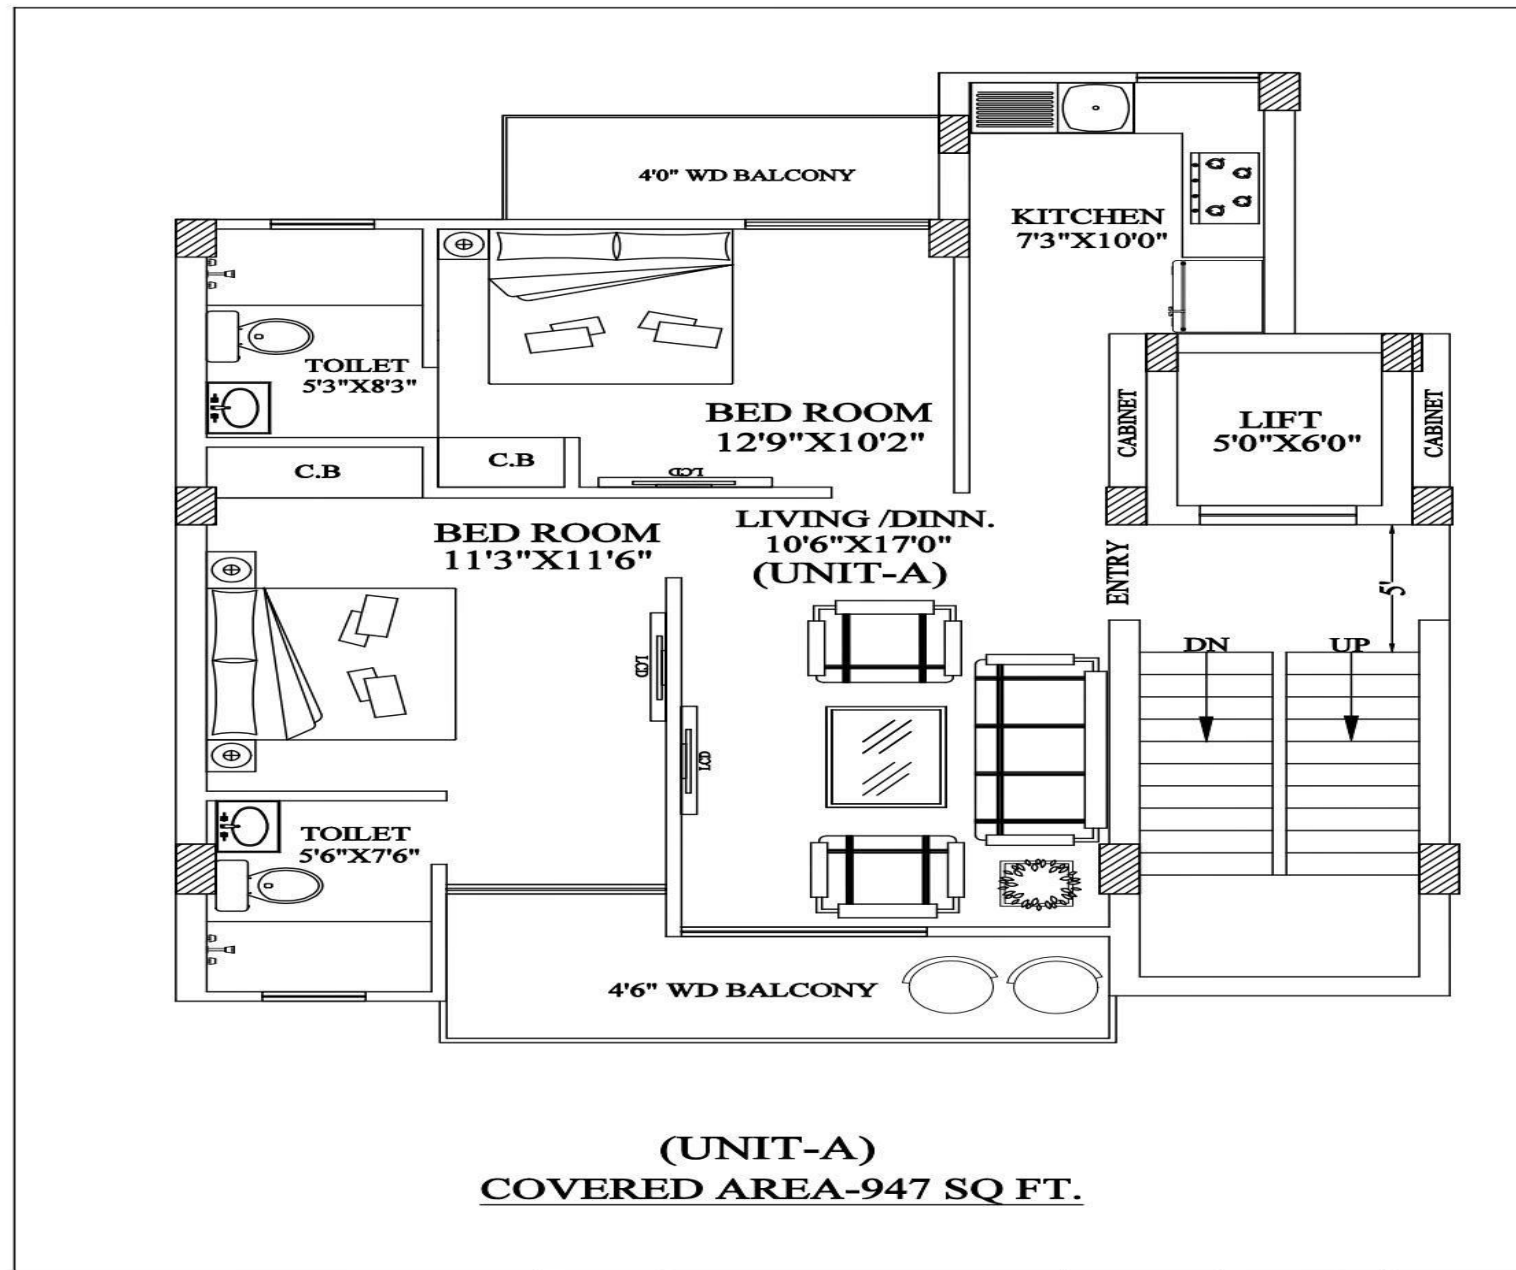 4'0" WD BALCONY
KITCHEN
7'3"X10'0"
TOILET
5'3"X8'3"
BED ROOM
12'9"X10'2"
CABINET
LIFT
5'0"X6'0"
CABINET
C.B
C.B
LCD
BED ROOM
11'3"X11'6"
LIVING /DINN.
10'6"X17'0"
(UNIT-A)
ENTRY
5'
DN
UP
LCD
LCD
TOILET
5'6"X7'6"
4'6" WD BALCONY
(UNIT-A)
COVERED AREA-947 SQ FT.